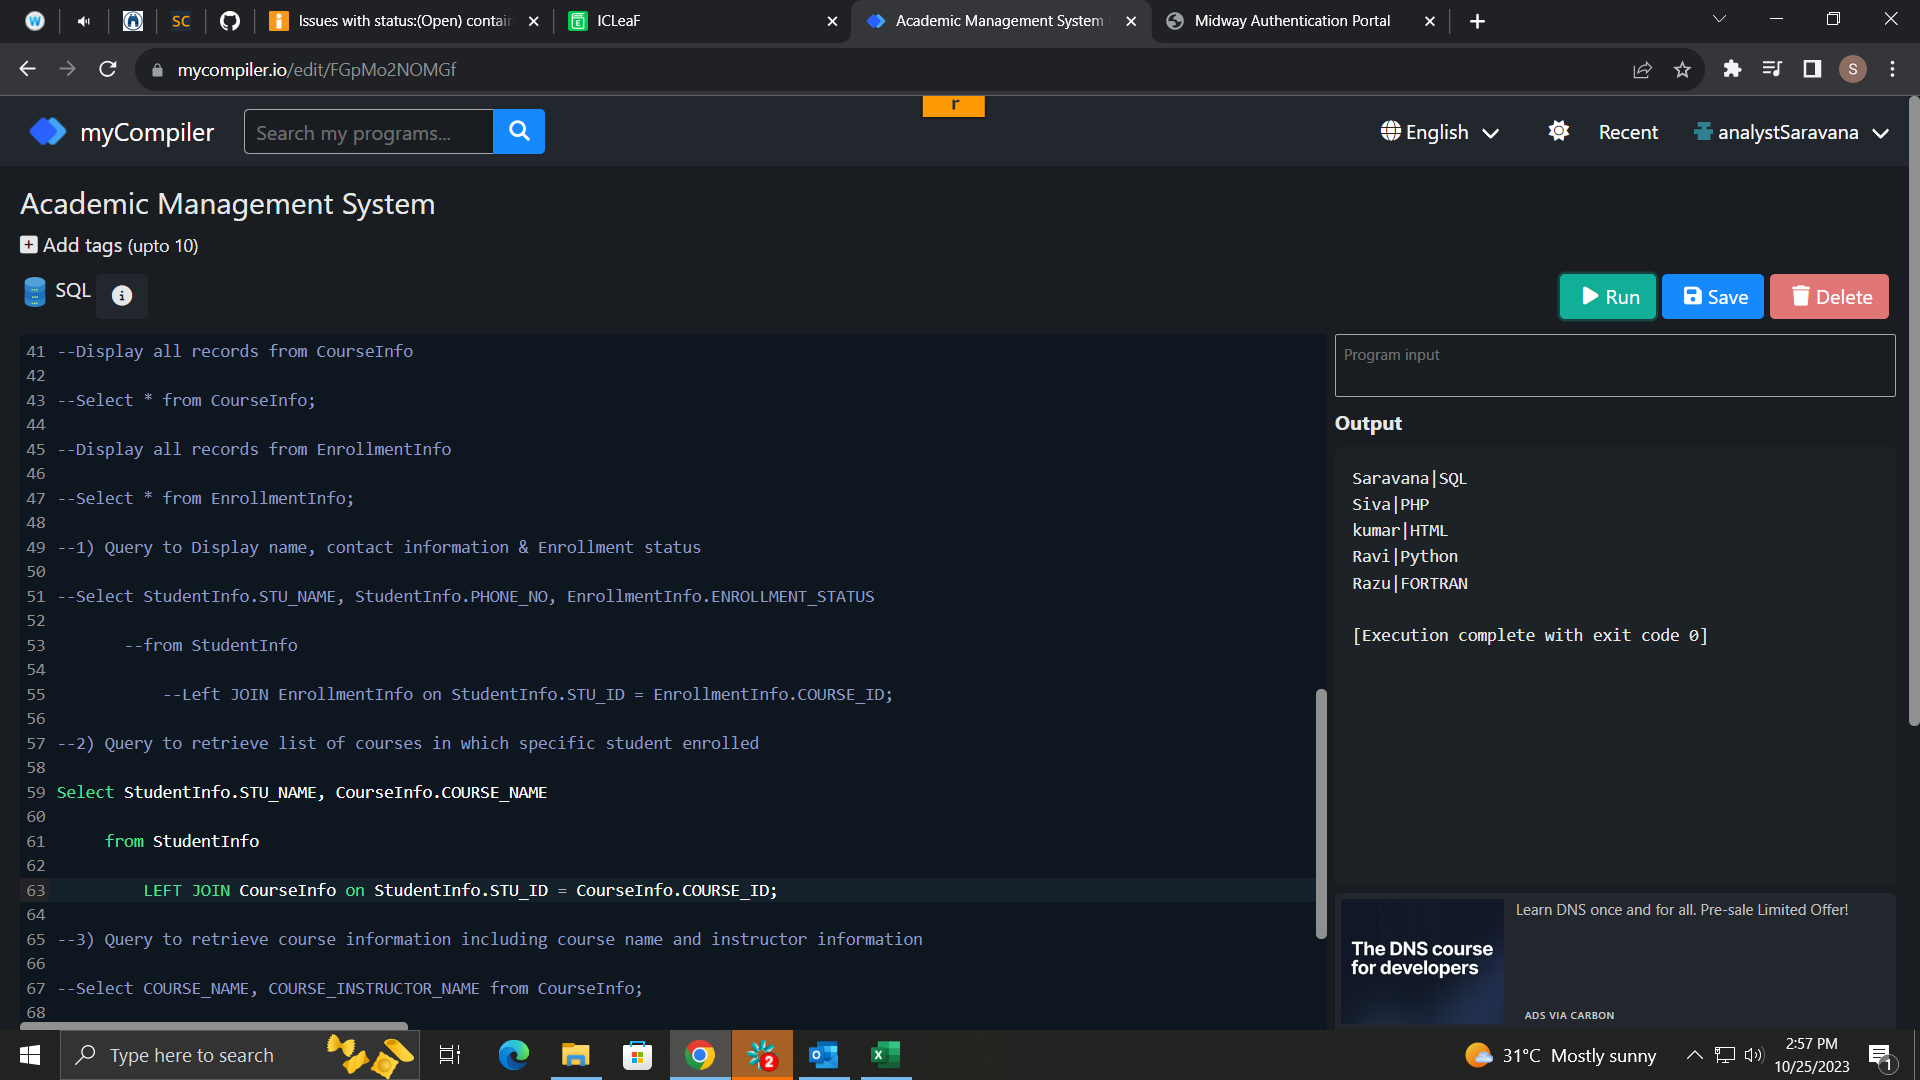 SC
Issues with status:(Open) contain
ICLeaF
Academic Management System
Midway Authentication Portal
mycompiler.io/edit/FGpMo2NOMGf
S
r
myCompiler
Search my programs...
English
Recent
analystSaravana
Academic Management System
Add tags (upto 10)
SQL
Run
Save
Delete
41 --Display all records from CourseInfo
42
43 --Select * from CourseInfo;
44
45 --Display all records from EnrollmentInfo
46
47 --Select * from EnrollmentInfo;
48
49 --1) Query to Display name, contact information & Enrollment status
50
51 --Select StudentInfo.STU_NAME, StudentInfo.PHONE_NO, EnrollmentInfo.ENROLLMENT_STATUS
52
53 --from StudentInfo
54
55 --Left JOIN EnrollmentInfo on StudentInfo.STU_ID = EnrollmentInfo.COURSE_ID;
56
57 --2) Query to retrieve list of courses in which specific student enrolled
58
59 Select StudentInfo.STU_NAME, CourseInfo.COURSE_NAME
60
61 from StudentInfo
62
63 LEFT JOIN CourseInfo on StudentInfo.STU_ID = CourseInfo.COURSE_ID;
64
65 --3) Query to retrieve course information including course name and instructor information
66
67 --Select COURSE_NAME, COURSE_INSTRUCTOR_NAME from CourseInfo;
68
Program input
Output
Saravana|SQL
Siva|PHP
kumar|HTML
Ravi|Python
Razu|FORTRAN
[Execution complete with exit code 0]
The DNS course
for developers
Learn DNS once and for all. Pre-sale Limited Offer!
ADS VIA CARBON
Type here to search
2
31°C Mostly sunny
2:57 PM
10/25/2023
1